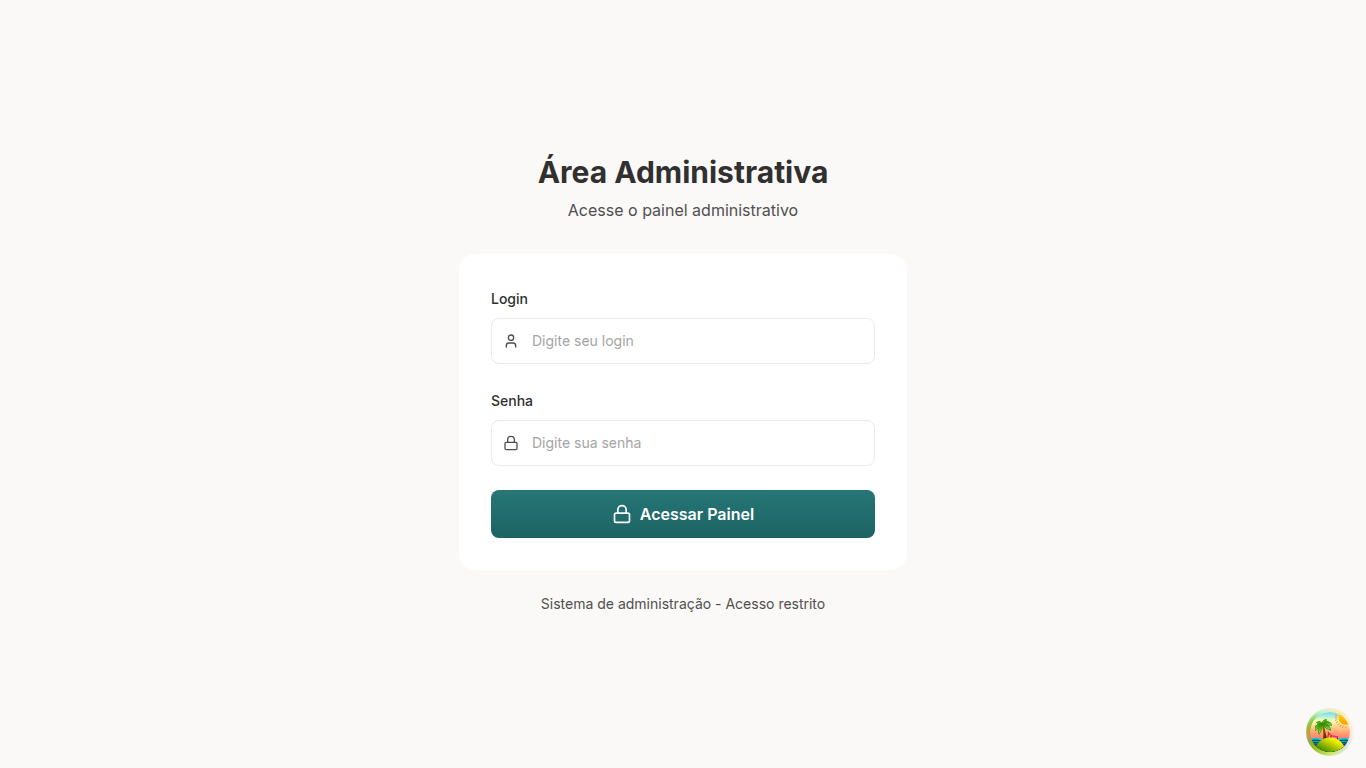 Área Administrativa
Acesse o painel administrativo
Login
Digite seu login
Senha
Digite sua senha
Acessar Painel
Sistema de administração - Acesso restrito